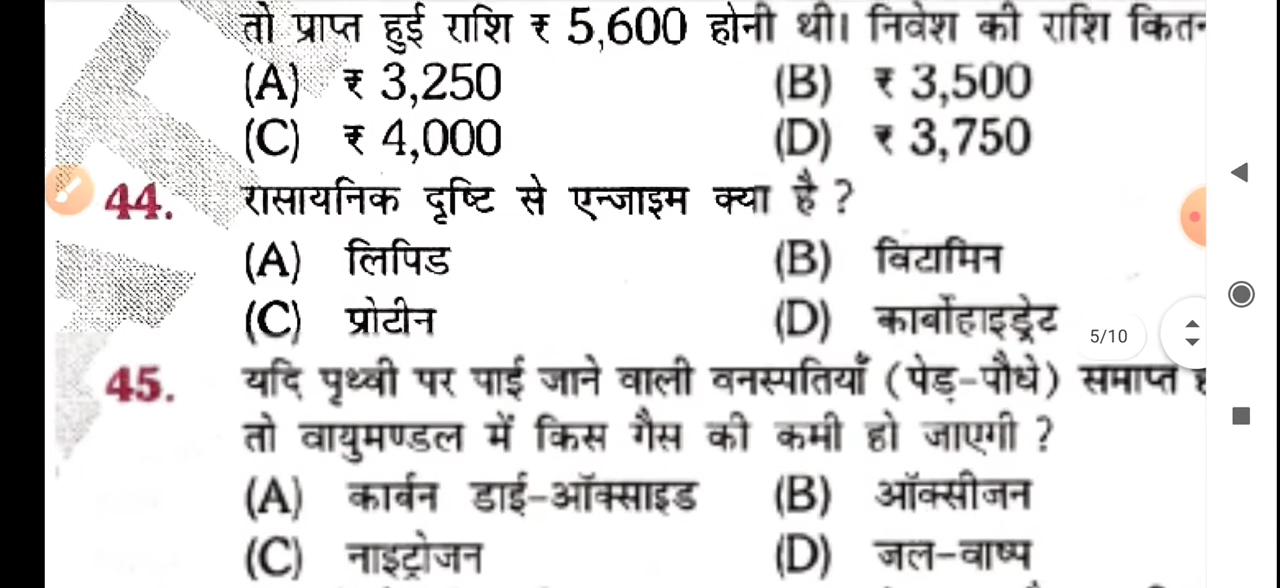 तो प्राप्त हुई राशि ₹ 5,600 होनी थी। निवेश की राशि
(A) ₹ 3,250 (B) ₹ 3,500
(C) ₹ 4,000 (D) ₹ 3,750
44. रासायनिक दृष्टि से एन्जाइम क्या है ?
(A) लिपिड (B) विटामिन
(C) प्रोटीन (D) कार्बोहाइड्रेट
5/10
45. यदि पृथ्वी पर पाई जाने वाली वनस्पतियाँ (पेड़-पौधे) समाप्त
तो वायुमण्डल में किस गैस की कमी हो जाएगी ?
(A) कार्बन डाई-ऑक्साइड (B) ऑक्सीजन
(C) नाइट्रोजन (D) जल-वाष्प